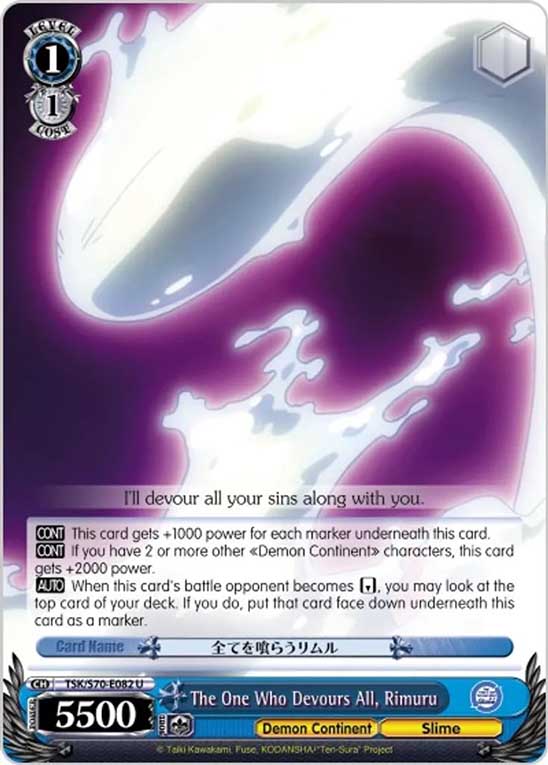 LEVEL
1
1
COST
I'll devour all your sins along with you.
CONT This card gets +1000 power for each marker underneath this card.
CONT If you have 2 or more other «Demon Continent» characters, this card
gets +2000 power.
AUTO When this card's battle opponent becomes , you may look at the
top card of your deck. If you do, put that card face down underneath this
card as a marker.
Card Name 全てを喰らうリムル
CH TSK/S70-E082 U
The One Who Devours All, Rimuru
POWER
5500
Demon Continent
Slime
© Taiki Kawakami, Fuse, KODANSHA/"Ten-Sura" Project